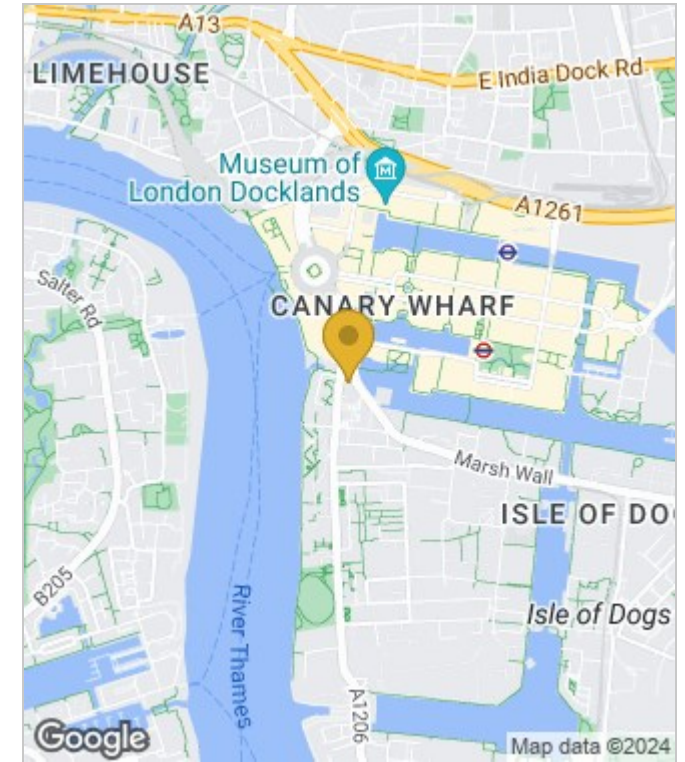 A13
LIMEHOUSE
E India Dock Rd
Museum of
London Docklands
A1261
Salter Rd
CANARY WHARF
Marsh Wall
ISLE OF DO
B205
River Thames
Isle of Dogs
A1206
Google
Map data ©2024